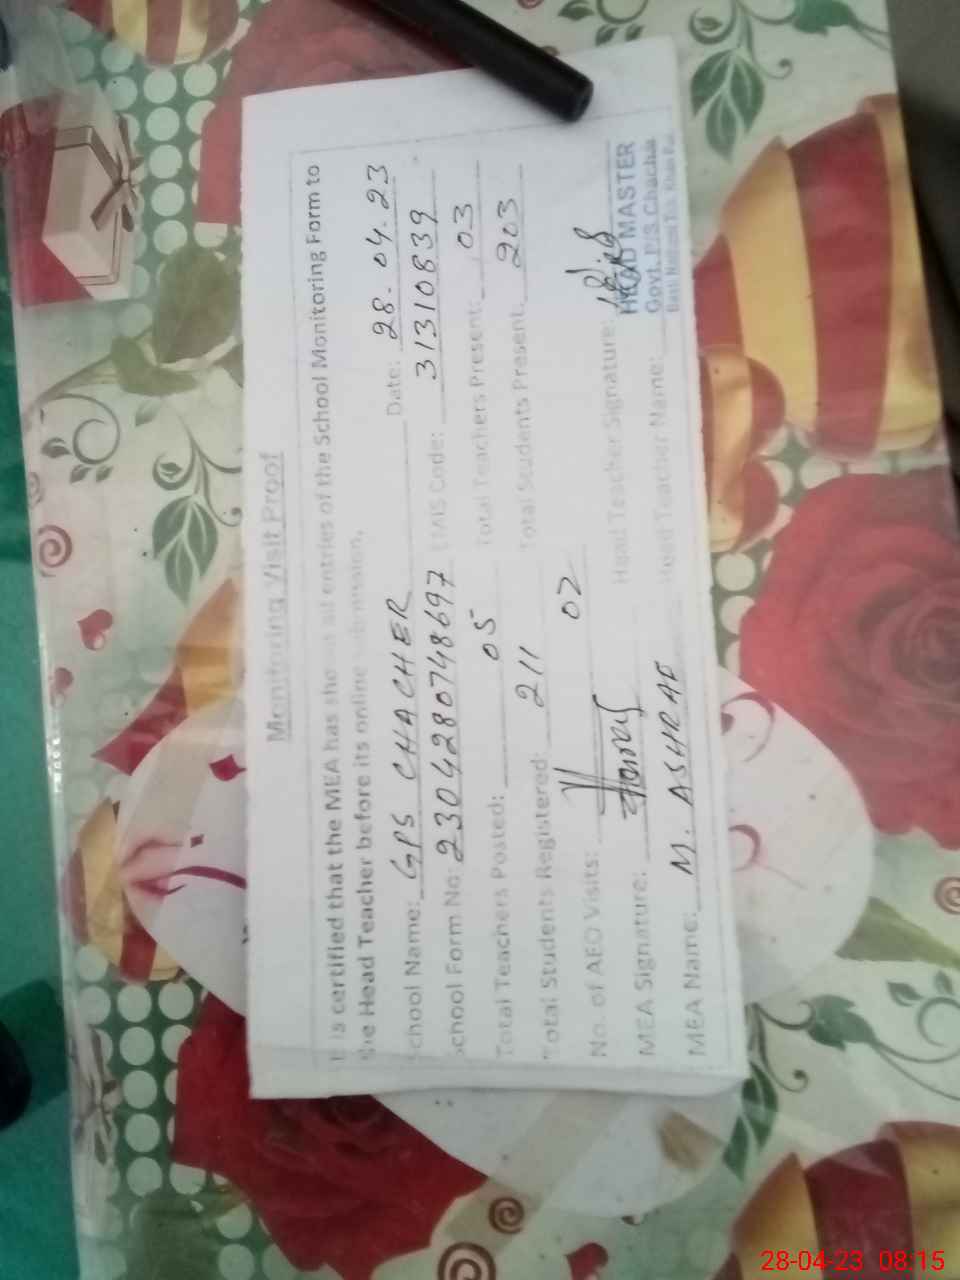 Monitoring Visit Proof
It is certified that the MEA has shown all entries of the School Monitoring Form to
the Head Teacher before its online submission.
School Name: GPS CHACHER Date: 28.04.23
School Form No: 2304280748697 EMIS Code: 31310839
Total Teachers Posted: 05 Total Teachers Present: 03
Total Students Registered: 211 Total Students Present: 203
No. of AEO Visits: 02
MEA Signature: Head Teacher Signature:
HEAD MASTER
MEA Name: M. ASHRAF Head Teacher Name:
Govt. P/S Chacha
28-04-23 08:15